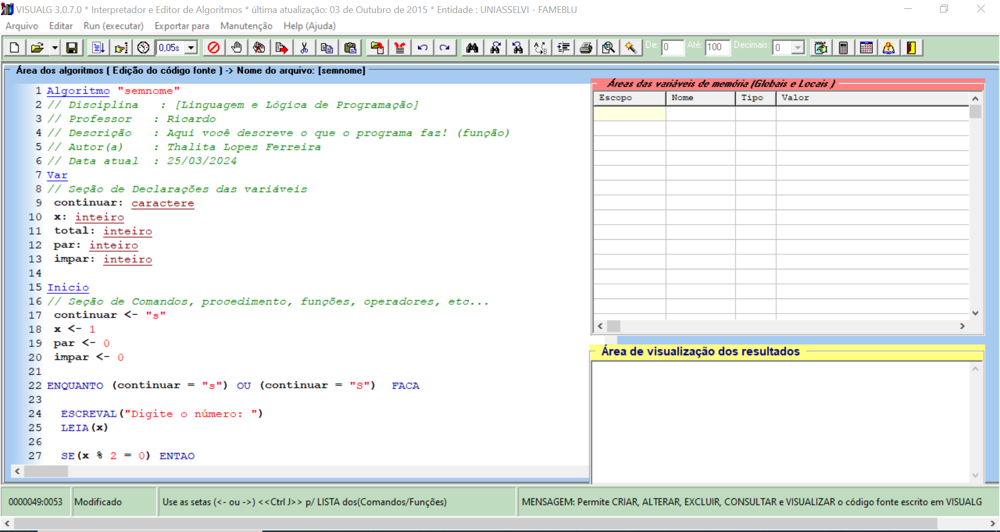 VISUALG 3.0.7.0 * Interpretador e Editor de Algoritmos * última atualização: 03 de Outubro de 2015 * Entidade : UNIASSELVI - FAMEBLU
Arquivo Editar Run (executar) Exportar para Manutenção Help (Ajuda)
0,05s De: 0 Até: 100 Decimais: 0
Área dos algoritmos ( Edição do código fonte ) -> Nome do arquivo: [semnome]
1 Algoritmo "semnome"
2 // Disciplina   : [Linguagem e Lógica de Programação]
3 // Professor   : Ricardo
4 // Descrição   : Aqui você descreve o que o programa faz! (função)
5 // Autor(a)    : Thalita Lopes Ferreira
6 // Data atual  : 25/03/2024
7 Var
8 // Seção de Declarações das variáveis
9  continuar: caractere
10  x: inteiro
11  total: inteiro
12  par: inteiro
13  impar: inteiro
14
15 Inicio
16 // Seção de Comandos, procedimento, funções, operadores, etc...
17  continuar <- "s"
18  x <- 1
19  par <- 0
20  impar <- 0
21
22 ENQUANTO (continuar = "s") OU (continuar = "S")  FACA
23
24   ESCREVAL("Digite o número: ")
25   LEIA(x)
26
27   SE(x % 2 = 0) ENTAO
Áreas das variáveis de memória (Globais e Locais )
Escopo Nome Tipo Valor
Área de visualização dos resultados
0000049:0053 Modificado Use as setas (<- ou ->) <<Ctrl J>> p/ LISTA dos(Comandos/Funções) MENSAGEM: Permite CRIAR, ALTERAR, EXCLUIR, CONSULTAR e VISUALIZAR o código fonte escrito em VISUALG